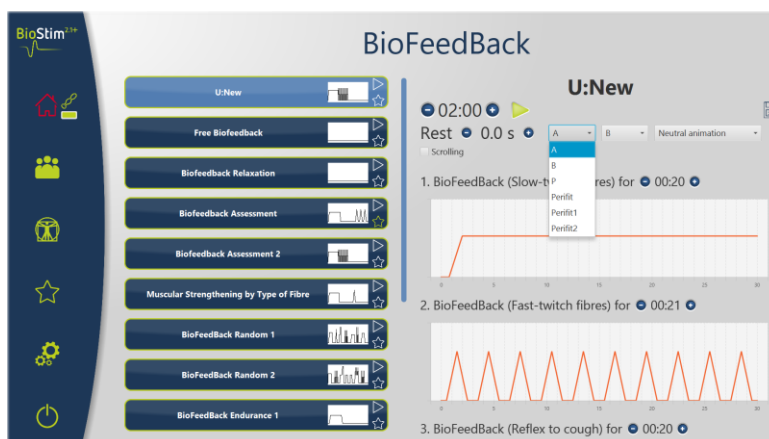 BioStim 23+
BioFeedBack
U:New
Free Biofeedback
Biofeedback Relaxation
Biofeedback Assessment
Biofeedback Assessment 2
Muscular Strengthening by Type of Fibre
BioFeedBack Random 1
BioFeedBack Random 2
BioFeedBack Endurance 1
U:New
02:00
Rest 0.0 s A B Neutral animation
Scrolling
A
B
P
Perifit
Perifit1
Perifit2
1. BioFeedBack (Slow-tw res) for 00:20
0 5 10 15 20 25 30
2. BioFeedBack (Fast-twitch fibres) for 00:21
0 5 10 15 20 25 30
3. BioFeedBack (Reflex to cough) for 00:20